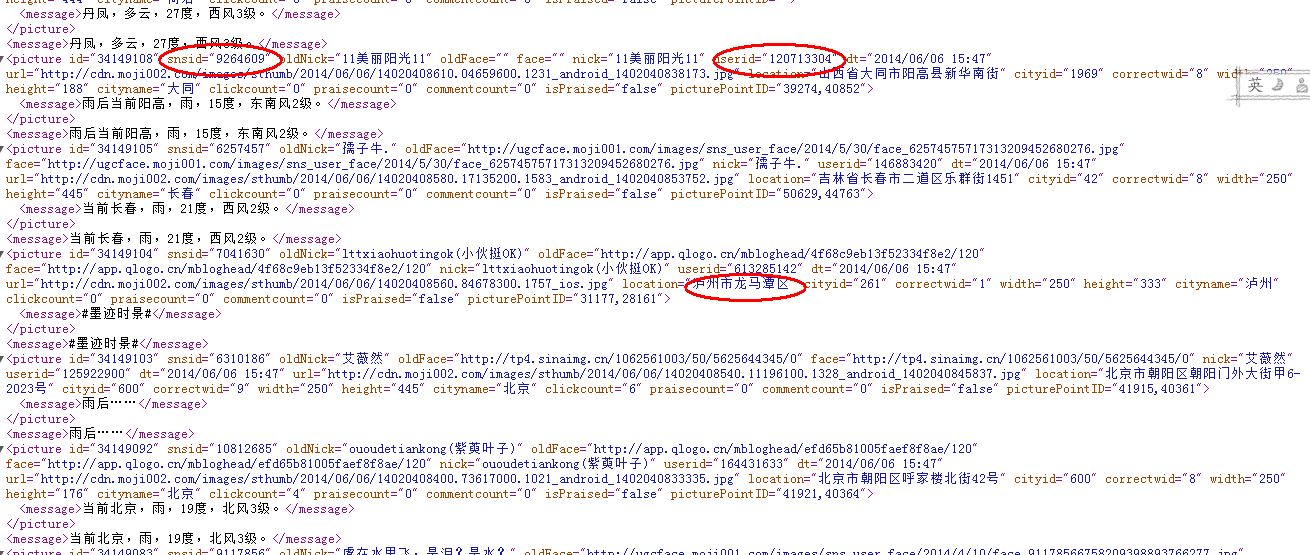 <message>丹凤，多云，27度，西风3级。</message>
</picture>
<message>丹凤，多云，27度，西风3级。</message>
<picture id="34149108" snsid="9264609" oldNick="11美丽阳光11" oldFace="" face="" nick="11美丽阳光11" userid="120713304" dt="2014/06/06 15:47"
url="http://cdn.moji002.com/images/sthumb/2014/06/06/14020408610.04659600.1231_android_1402040838173.jpg" location="山西省大同市阳高县新华南街" cityid="1969" correctwid="8" width="250"
height="188" cityname="大同" clickcount="0" praisecount="0" commentcount="0" isPraised="false" picturePointID="39274,40852">
<message>雨后当前阳高，雨，15度，东南风2级。</message>
</picture>
<message>雨后当前阳高，雨，15度，东南风2级。</message>
<picture id="34149105" snsid="6257457" oldNick="孺子牛." oldFace="http://ugcface.moji001.com/images/sns_user_face/2014/5/30/face_62574575717313209452680276.jpg"
face="http://ugcface.moji001.com/images/sns_user_face/2014/5/30/face_62574575717313209452680276.jpg" nick="孺子牛." userid="146883420" dt="2014/06/06 15:47"
url="http://cdn.moji002.com/images/sthumb/2014/06/06/14020408580.17135200.1583_android_1402040853752.jpg" location="吉林省长春市二道区乐群街1451" cityid="42" correctwid="8" width="250"
height="445" cityname="长春" clickcount="0" praisecount="0" commentcount="0" isPraised="false" picturePointID="50629,44763">
<message>当前长春，雨，21度，西风2级。</message>
</picture>
<message>当前长春，雨，21度，西风2级。</message>
<picture id="34149104" snsid="7041630" oldNick="lttxiaohuotingok(小伙挺OK)" oldFace="http://app.qlogo.cn/mbloghead/4f68c9eb13f52334f8e2/120"
face="http://app.qlogo.cn/mbloghead/4f68c9eb13f52334f8e2/120" nick="lttxiaohuotingok(小伙挺OK)" userid="613285142" dt="2014/06/06 15:47"
url="http://cdn.moji002.com/images/sthumb/2014/06/06/14020408560.84678300.1757_ios.jpg" location="泸州市龙马潭区" cityid="261" correctwid="1" width="250" height="333" cityname="泸州"
clickcount="0" praisecount="0" commentcount="0" isPraised="false" picturePointID="31177,28161">
<message>#墨迹时景#</message>
</picture>
<message>#墨迹时景#</message>
<picture id="34149103" snsid="6310186" oldNick="艾薇然" oldFace="http://tp4.sinaimg.cn/1062561003/50/5625644345/0" face="http://tp4.sinaimg.cn/1062561003/50/5625644345/0" nick="艾薇然"
userid="125922900" dt="2014/06/06 15:47" url="http://cdn.moji002.com/images/sthumb/2014/06/06/14020408540.11196100.1328_android_1402040845837.jpg" location="北京市朝阳区朝阳门外大街甲6-
2023号" cityid="600" correctwid="9" width="250" height="445" cityname="北京" clickcount="6" praisecount="0" commentcount="0" isPraised="false" picturePointID="41915,40361">
<message>雨后……</message>
</picture>
<message>雨后……</message>
<picture id="34149092" snsid="10812685" oldNick="ououdetiankong(紫萸叶子)" oldFace="http://app.qlogo.cn/mbloghead/efd65b81005faef8f8ae/120"
face="http://app.qlogo.cn/mbloghead/efd65b81005faef8f8ae/120" nick="ououdetiankong(紫萸叶子)" userid="164431633" dt="2014/06/06 15:47"
url="http://cdn.moji002.com/images/sthumb/2014/06/06/14020408400.73617000.1021_android_1402040833335.jpg" location="北京市朝阳区呼家楼北街42号" cityid="600" correctwid="8" width="250"
height="176" cityname="北京" clickcount="4" praisecount="0" commentcount="0" isPraised="false" picturePointID="41921,40364">
<message>当前北京，雨，19度，北风3级。</message>
</picture>
<message>当前北京，雨，19度，北风3级。</message>
英